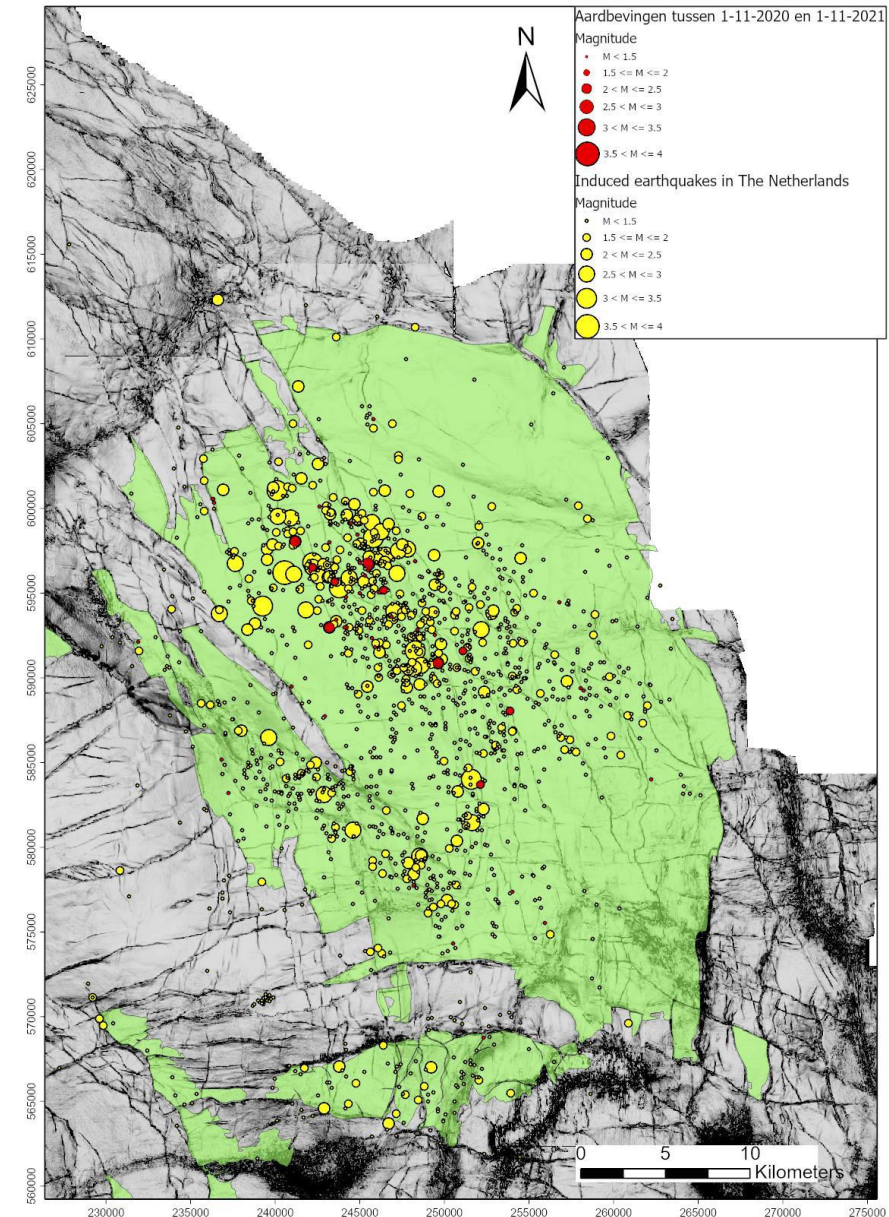 Aardbevingen tussen 1-11-2020 en 1-11-2021
Magnitude
M < 1.5
1.5 <= M <= 2
2 < M <= 2.5
2.5 < M <= 3
3 < M <= 3.5
3.5 < M <= 4
Induced earthquakes in The Netherlands
Magnitude
M < 1.5
1.5 <= M <= 2
2 < M <= 2.5
2.5 < M <= 3
3 < M <= 3.5
3.5 < M <= 4
N
625000
620000
615000
610000
605000
600000
595000
590000
585000
580000
575000
570000
565000
560000
0 5 10
Kilometers
230000 235000 240000 245000 250000 255000 260000 265000 270000 275000